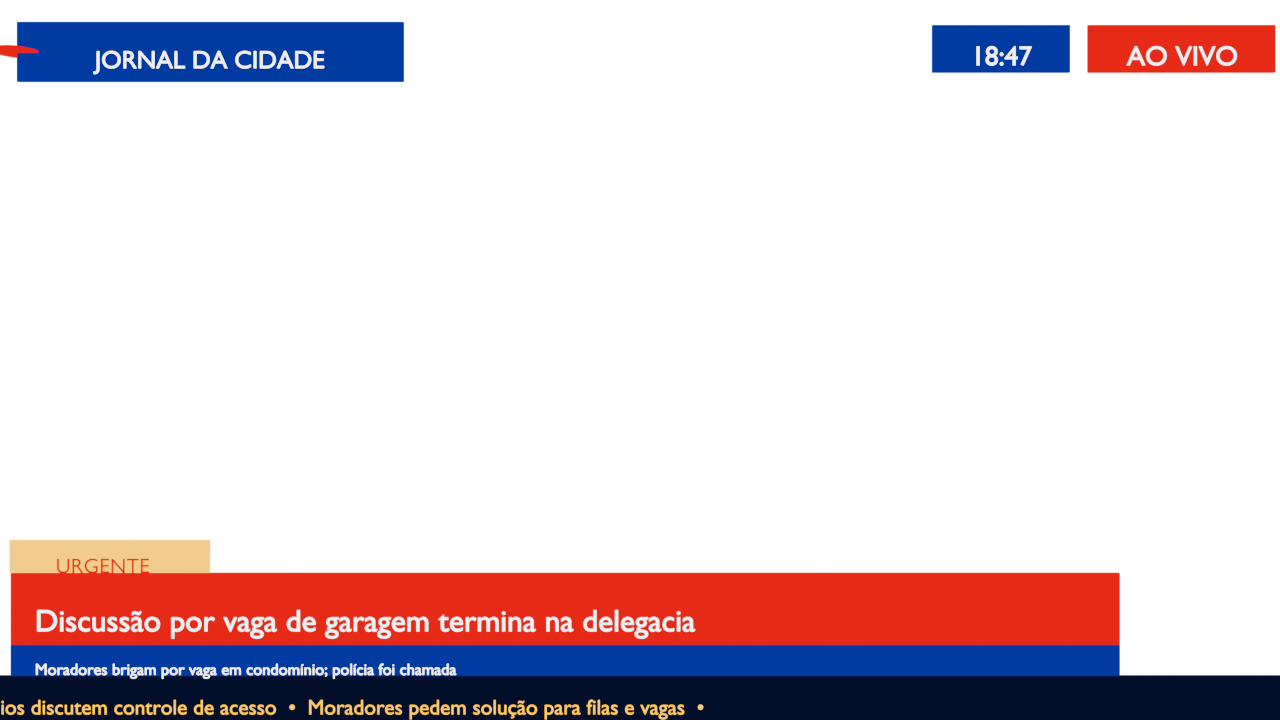 JORNAL DA CIDADE
18:47
AO VIVO
URGENTE
Discussão por vaga de garagem termina na delegacia
Moradores brigam por vaga em condomínio; polícia foi chamada
discutem controle de acesso • Moradores pedem solução para filas e vagas •